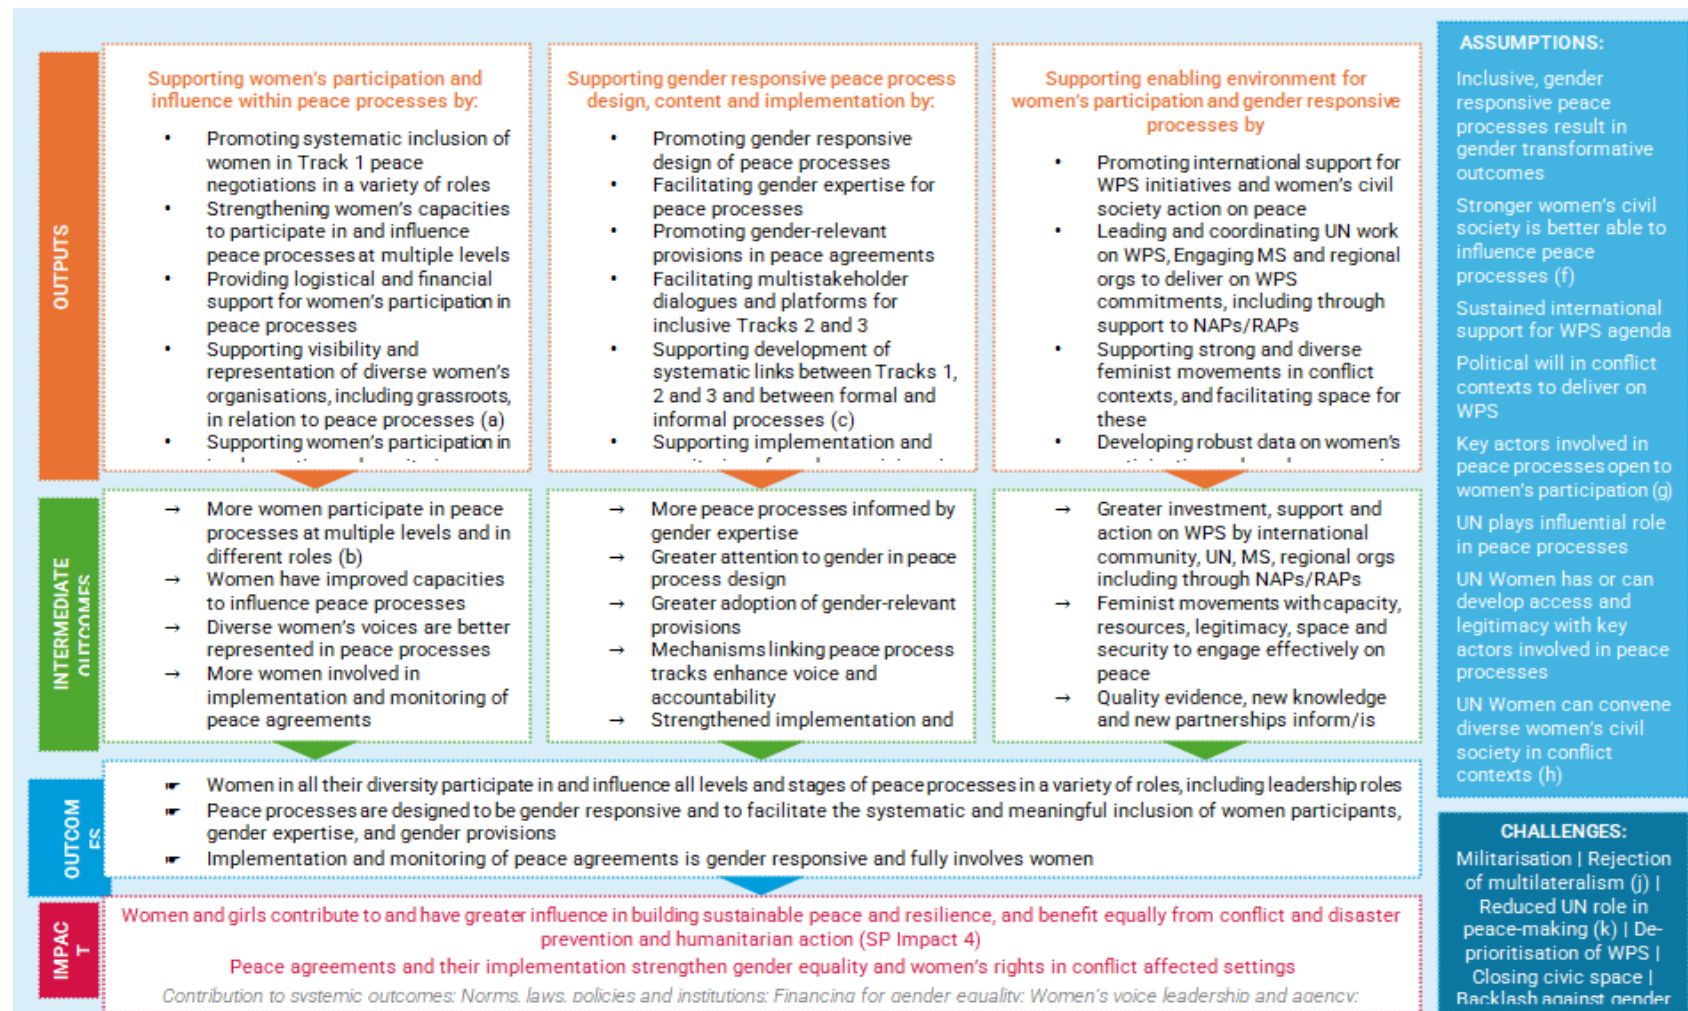 OUTPUTS
Supporting women's participation and
influence within peace processes by:
• Promoting systematic inclusion of
women in Track 1 peace
negotiations in a variety of roles
• Strengthening women's capacities
to participate in and influence
peace processes at multiple levels
• Providing logistical and financial
support for women's participation in
peace processes
• Supporting visibility and
representation of diverse women's
organisations, including grassroots,
in relation to peace processes (a)
• Supporting women's participation in
Supporting gender responsive peace process
design, content and implementation by:
• Promoting gender responsive
design of peace processes
• Facilitating gender expertise for
peace processes
• Promoting gender-relevant
provisions in peace agreements
• Facilitating multistakeholder
dialogues and platforms for
inclusive Tracks 2 and 3
• Supporting development of
systematic links between Tracks 1,
2 and 3 and between formal and
informal processes (c)
• Supporting implementation and
Supporting enabling environment for
women's participation and gender responsive
processes by
• Promoting international support for
WPS initiatives and women's civil
society action on peace
• Leading and coordinating UN work
on WPS, Engaging MS and regional
orgs to deliver on WPS
commitments, including through
support to NAPs/RAPs
• Supporting strong and diverse
feminist movements in conflict
contexts, and facilitating space for
these
• Developing robust data on women's
INTERMEDIATE
OUTCOMES
→ More women participate in peace
processes at multiple levels and in
different roles (b)
→ Women have improved capacities
to influence peace processes
→ Diverse women's voices are better
represented in peace processes
→ More women involved in
implementation and monitoring of
peace agreements
→ More peace processes informed by
gender expertise
→ Greater attention to gender in peace
process design
→ Greater adoption of gender-relevant
provisions
→ Mechanisms linking peace process
tracks enhance voice and
accountability
→ Strengthened implementation and
→ Greater investment, support and
action on WPS by international
community, UN, MS, regional orgs
including through NAPs/RAPs
→ Feminist movements with capacity,
resources, legitimacy, space and
security to engage effectively on
peace
→ Quality evidence, new knowledge
and new partnerships inform/is
OUTCOM
ES
☛ Women in all their diversity participate in and influence all levels and stages of peace processes in a variety of roles, including leadership roles
☛ Peace processes are designed to be gender responsive and to facilitate the systematic and meaningful inclusion of women participants,
gender expertise, and gender provisions
☛ Implementation and monitoring of peace agreements is gender responsive and fully involves women
IMPAC
T
Women and girls contribute to and have greater influence in building sustainable peace and resilience, and benefit equally from conflict and disaster
prevention and humanitarian action (SP Impact 4)
Peace agreements and their implementation strengthen gender equality and women's rights in conflict affected settings
Contribution to systemic outcomes: Norms, laws, policies and institutions; Financing for gender equality; Women's voice leadership and agency;
ASSUMPTIONS:
Inclusive, gender
responsive peace
processes result in
gender transformative
outcomes
Stronger women's civil
society is better able to
influence peace
processes (f)
Sustained international
support for WPS agenda
Political will in conflict
contexts to deliver on
WPS
Key actors involved in
peace processes open to
women's participation (g)
UN plays influential role
in peace processes
UN Women has or can
develop access and
legitimacy with key
actors involved in peace
processes
UN Women can convene
diverse women's civil
society in conflict
contexts (h)
CHALLENGES:
Militarisation | Rejection
of multilateralism (j) |
Reduced UN role in
peace-making (k) | De-
prioritisation of WPS |
Closing civic space |
Backlash against gender